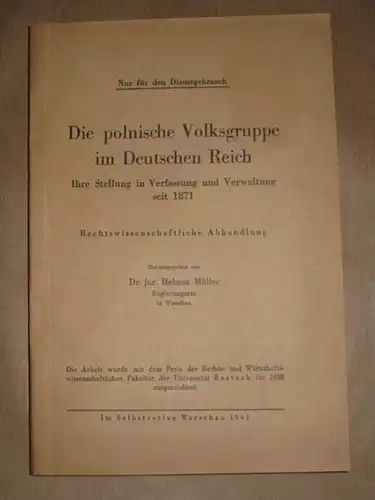 Nur für den Dienstgebrauch
Die polnische Volksgruppe
im Deutschen Reich
Ihre Stellung in Verfassung und Verwaltung
seit 1871
Rechtswissenschaftliche Abhandlung
Herausgegeben von
Dr. jur. Helmut Müller
Regierungsrat
in Warschau
Die Arbeit wurde mit dem Preis der Rechts- und Wirtschafts-
wissenschaftlichen Fakultät der Universität Rostock für 1938
ausgezeichnet
Im Selbstverlag Warschau 1941